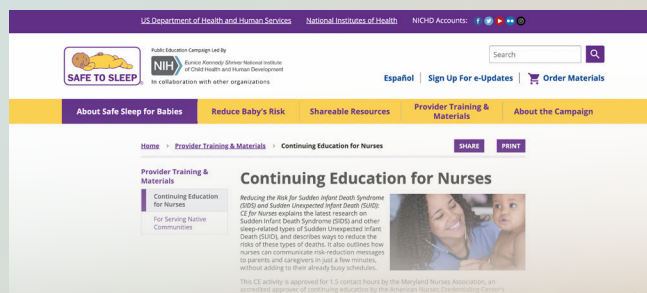 US Department of Health and Human Services   National Institutes of Health   NICHD Accounts:
Public Education Campaign Led By
NIH
Eunice Kennedy Shriver National Institute
of Child Health and Human Development
In collaboration with other organizations
SAFE TO SLEEP
Search
Español | Sign Up For e-Updates | Order Materials
About Safe Sleep for Babies   Reduce Baby's Risk   Shareable Resources   Provider Training &
Materials   About the Campaign
Home › Provider Training & Materials › Continuing Education for Nurses
SHARE   PRINT
Provider Training &
Materials
Continuing Education
for Nurses
For Serving Native
Communities
Continuing Education for Nurses
Reducing the Risk for Sudden Infant Death Syndrome
(SIDS) and Sudden Unexpected Infant Death (SUID):
CE for Nurses explains the latest research on
Sudden Infant Death Syndrome (SIDS) and other
sleep-related types of Sudden Unexpected Infant
Death (SUID), and describes ways to reduce the
risks of these types of deaths. It also outlines how
nurses can communicate risk-reduction messages
to parents and caregivers in just a few minutes,
without adding to their already busy schedules.
This CE activity is approved for 1.5 contact hours by the Maryland Nurses Association, an
accredited approver of continuing education by the American Nurses Credentialing Center's